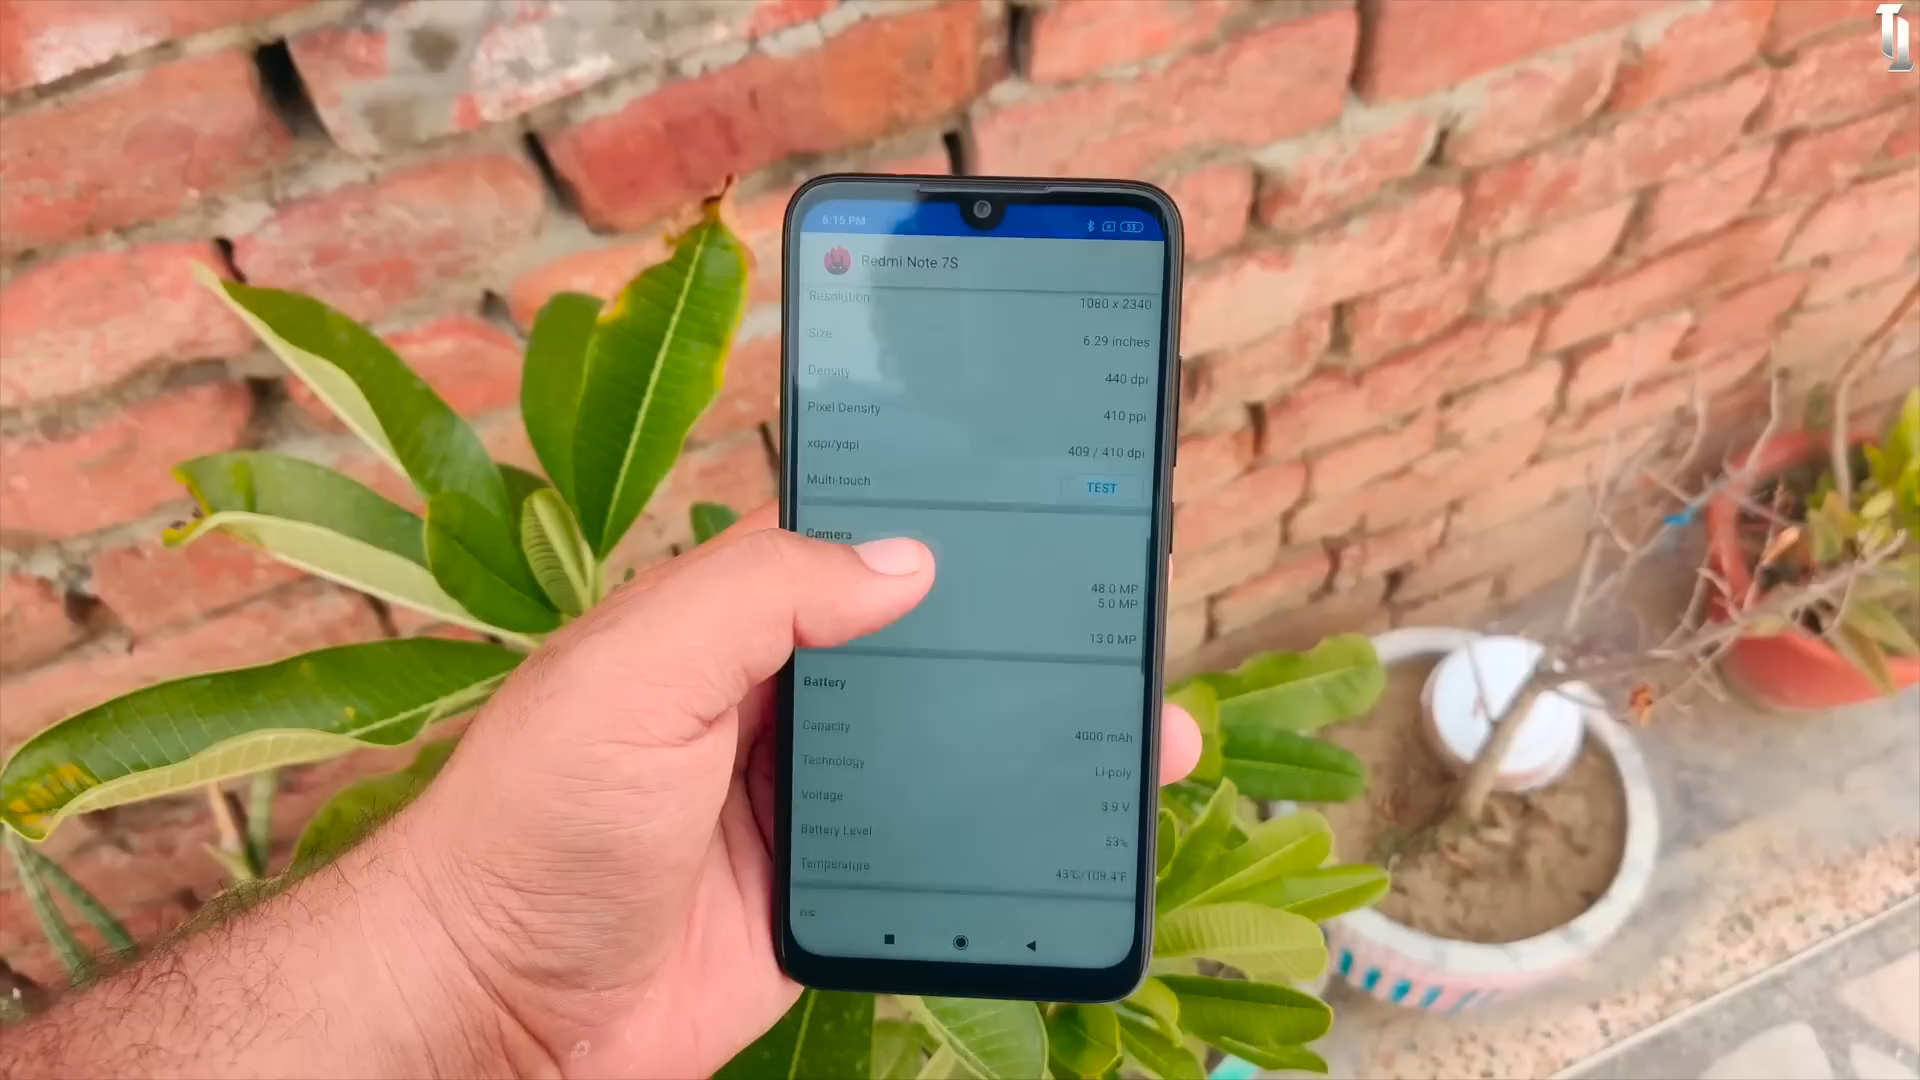 6:15 PM 53
Redmi Note 7S
Resolution 1080 x 2340
Size 6.29 inches
Density 440 dpi
Pixel Density 410 ppi
xdpi/ydpi 409 / 410 dpi
Multi-touch TEST
Camera
48.0 MP
5.0 MP
13.0 MP
Battery
Capacity 4000 mAh
Technology Li-poly
Voltage 3.9 V
Battery Level 53%
Temperature 43°C/109.4°F
OS